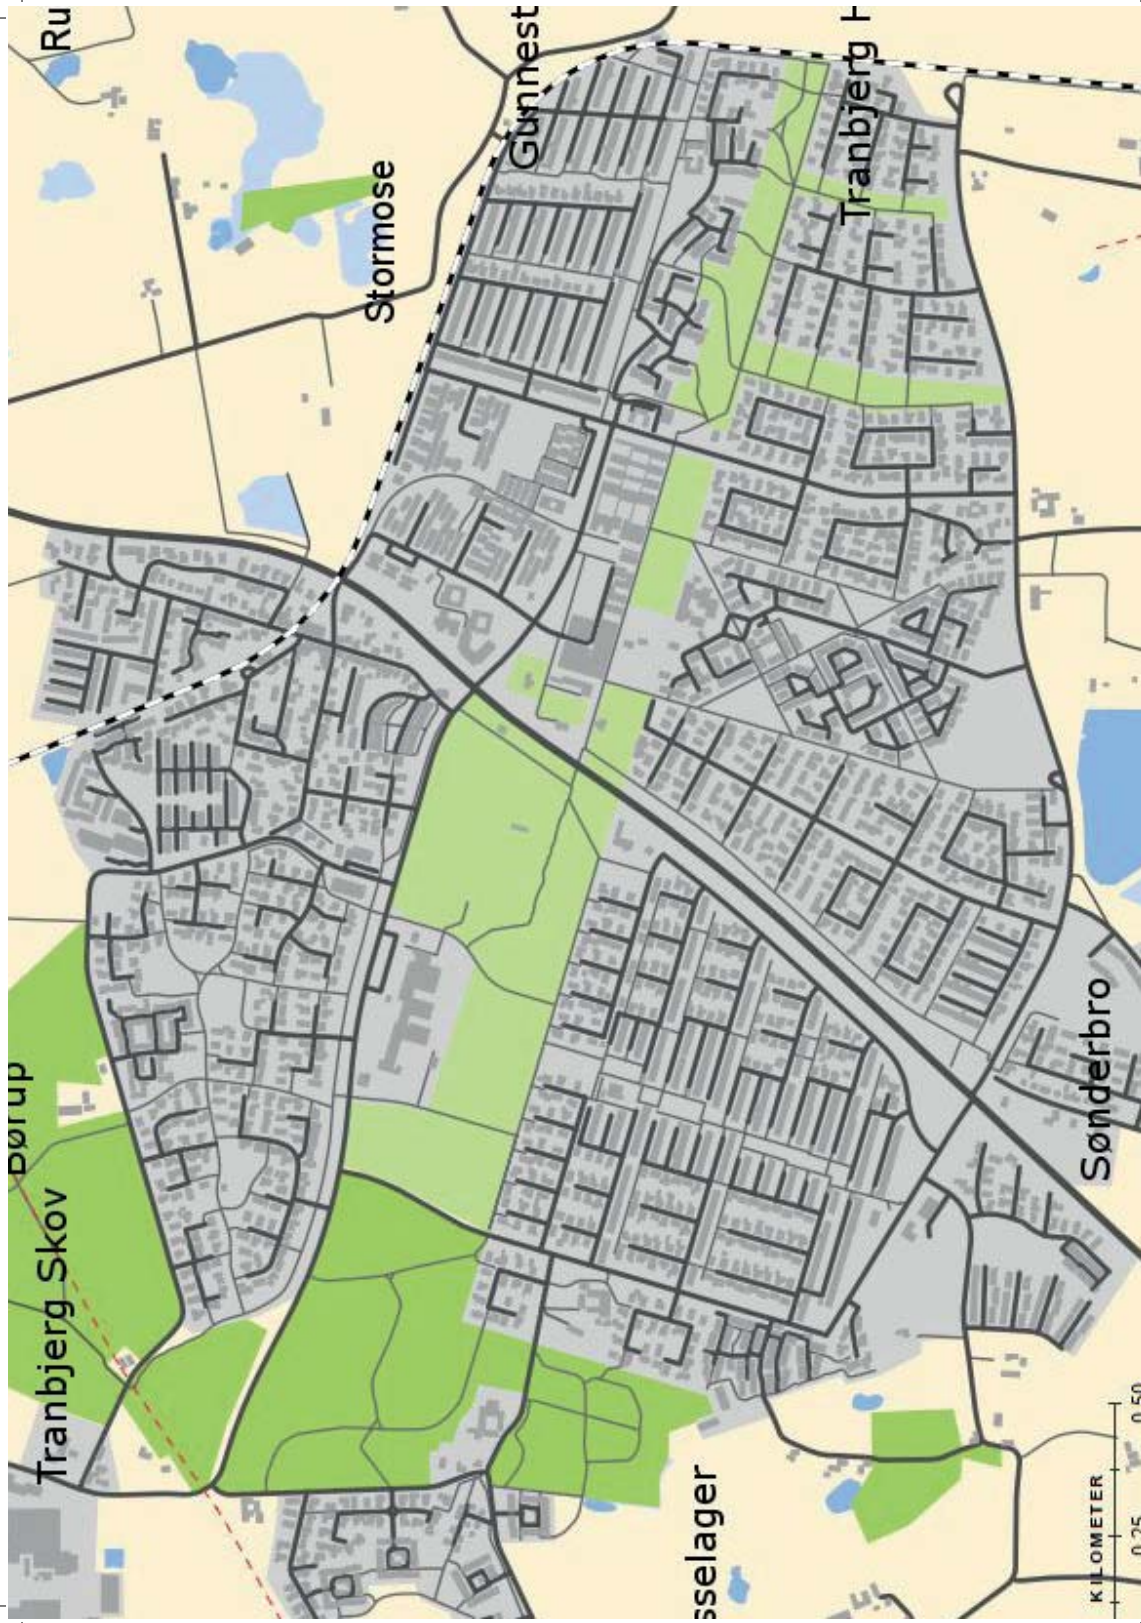 Ru
Gunnest
Tranbjerg H
Stormose
Børup
Tranbjerg Skov
Sønderbro
sselager
KILOMETER
0,25
0,50